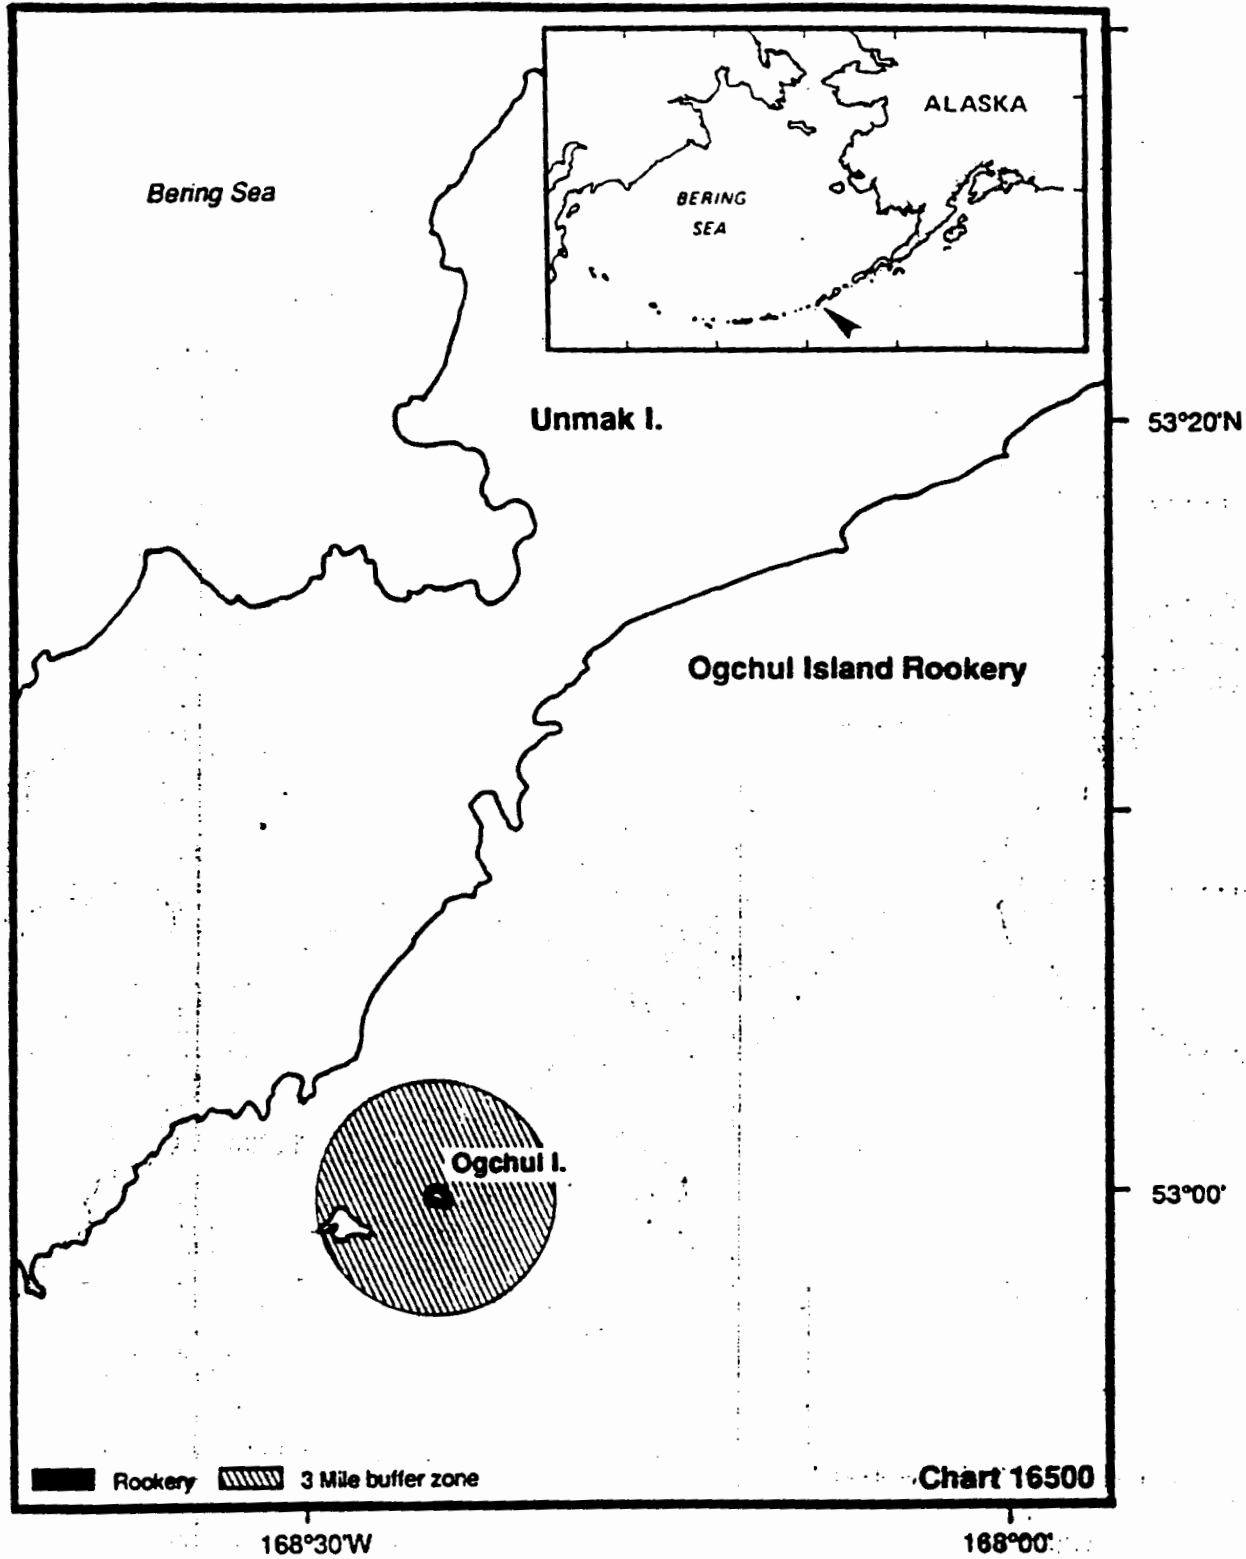 ALASKA
Bering Sea
BERING
SEA
Unmak I.
53°20'N
Ogchul Island Rookery
Ogchul I.
53°00'
Rookery
3 Mile buffer zone
Chart 16500
168°30'W
168°00'